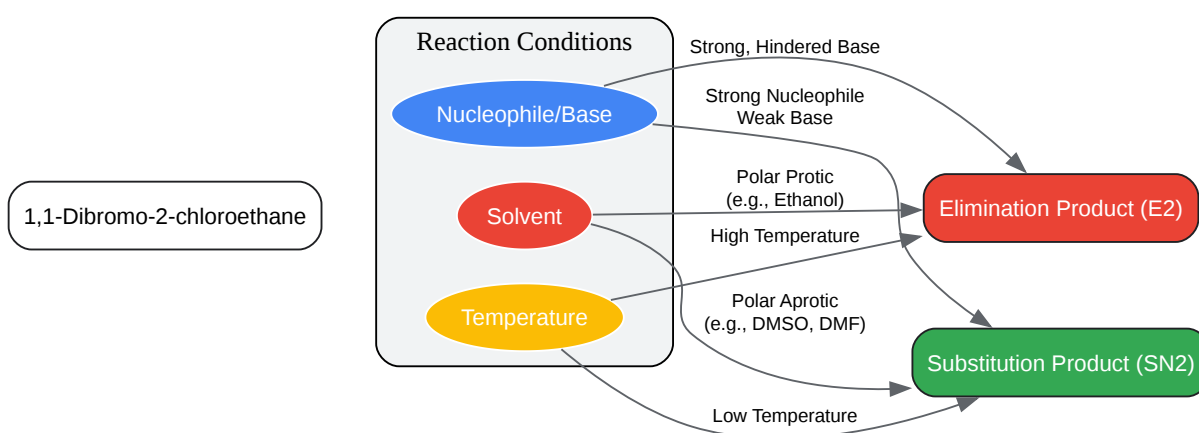 Reaction Conditions
Strong, Hindered Base
Nucleophile/Base
Strong Nucleophile
Weak Base
1,1-Dibromo-2-chloroethane
Solvent
Polar Protic
(e.g., Ethanol)
Elimination Product (E2)
High Temperature
Temperature
Polar Aprotic
(e.g., DMSO, DMF)
Substitution Product (SN2)
Low Temperature